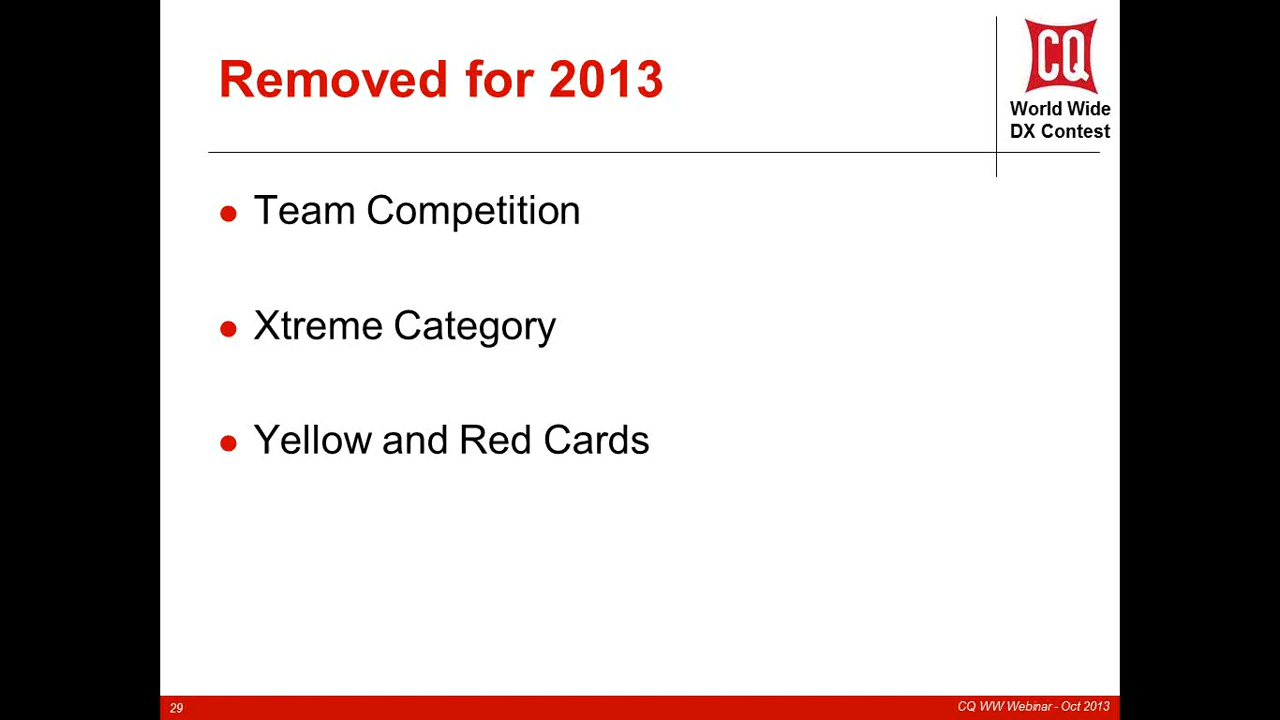 Removed for 2013
CQ
World Wide
DX Contest
Team Competition
Xtreme Category
Yellow and Red Cards
29
CQ WW Webinar - Oct 2013